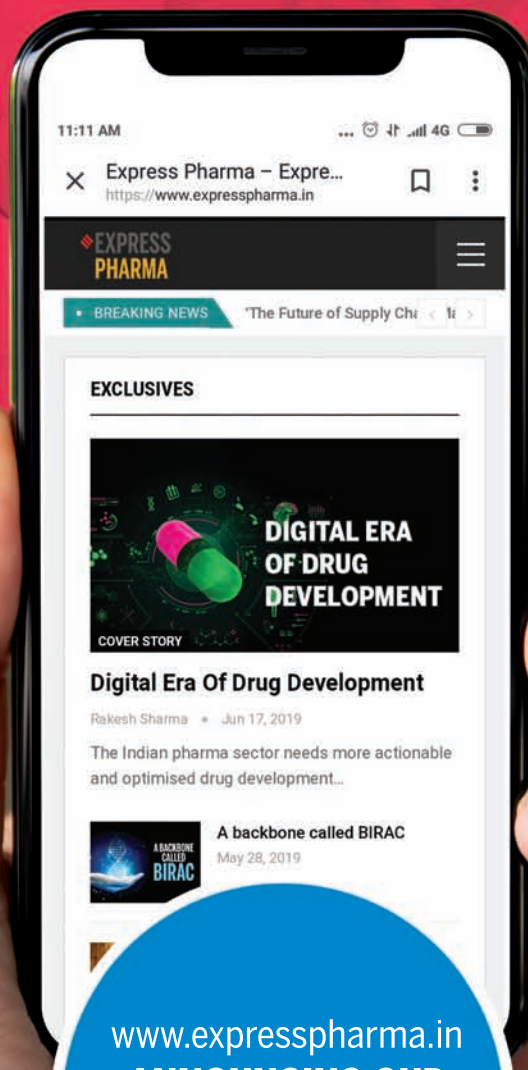 11:11 AM
... 4G
Express Pharma – Expre...
https://www.expresspharma.in
EXPRESS
PHARMA
BREAKING NEWS 'The Future of Supply Cha
EXCLUSIVES
DIGITAL ERA
OF DRUG
DEVELOPMENT
COVER STORY
Digital Era Of Drug Development
Rakesh Sharma • Jun 17, 2019
The Indian pharma sector needs more actionable
and optimised drug development...
A BACKBONE
CALLED
BIRAC
A backbone called BIRAC
May 28, 2019
www.expresspharma.in
ANNOUNCING OUR